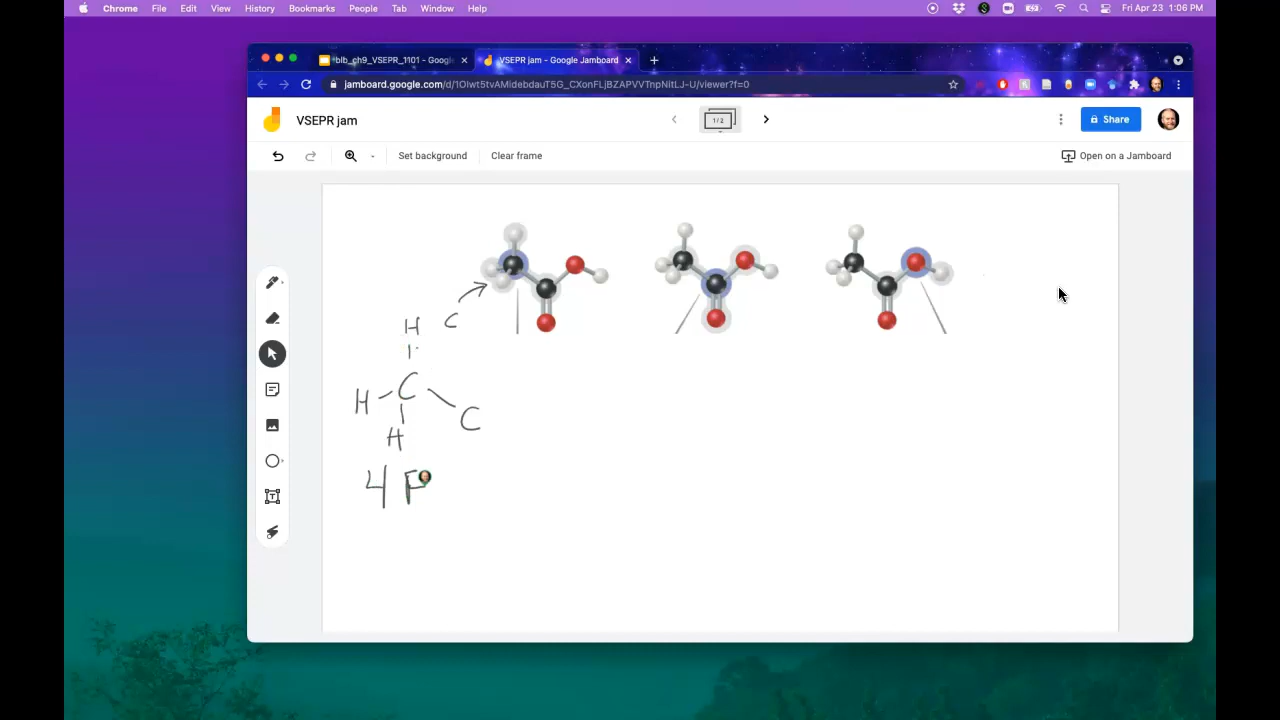 Chrome File Edit View History Bookmarks People Tab Window Help Fri Apr 23 1:06 PM
*blb_ch9_VSEPR_1101 - Google VSEPR jam - Google Jamboard
jamboard.google.com/d/1OIwt5tvAMidebdauT5G_CXonFLjBZAPVVTnpNitLJ-U/viewer?f=0
VSEPR jam
1/2
Share
Set background Clear frame
Open on a Jamboard
H C
H C
C
H
4